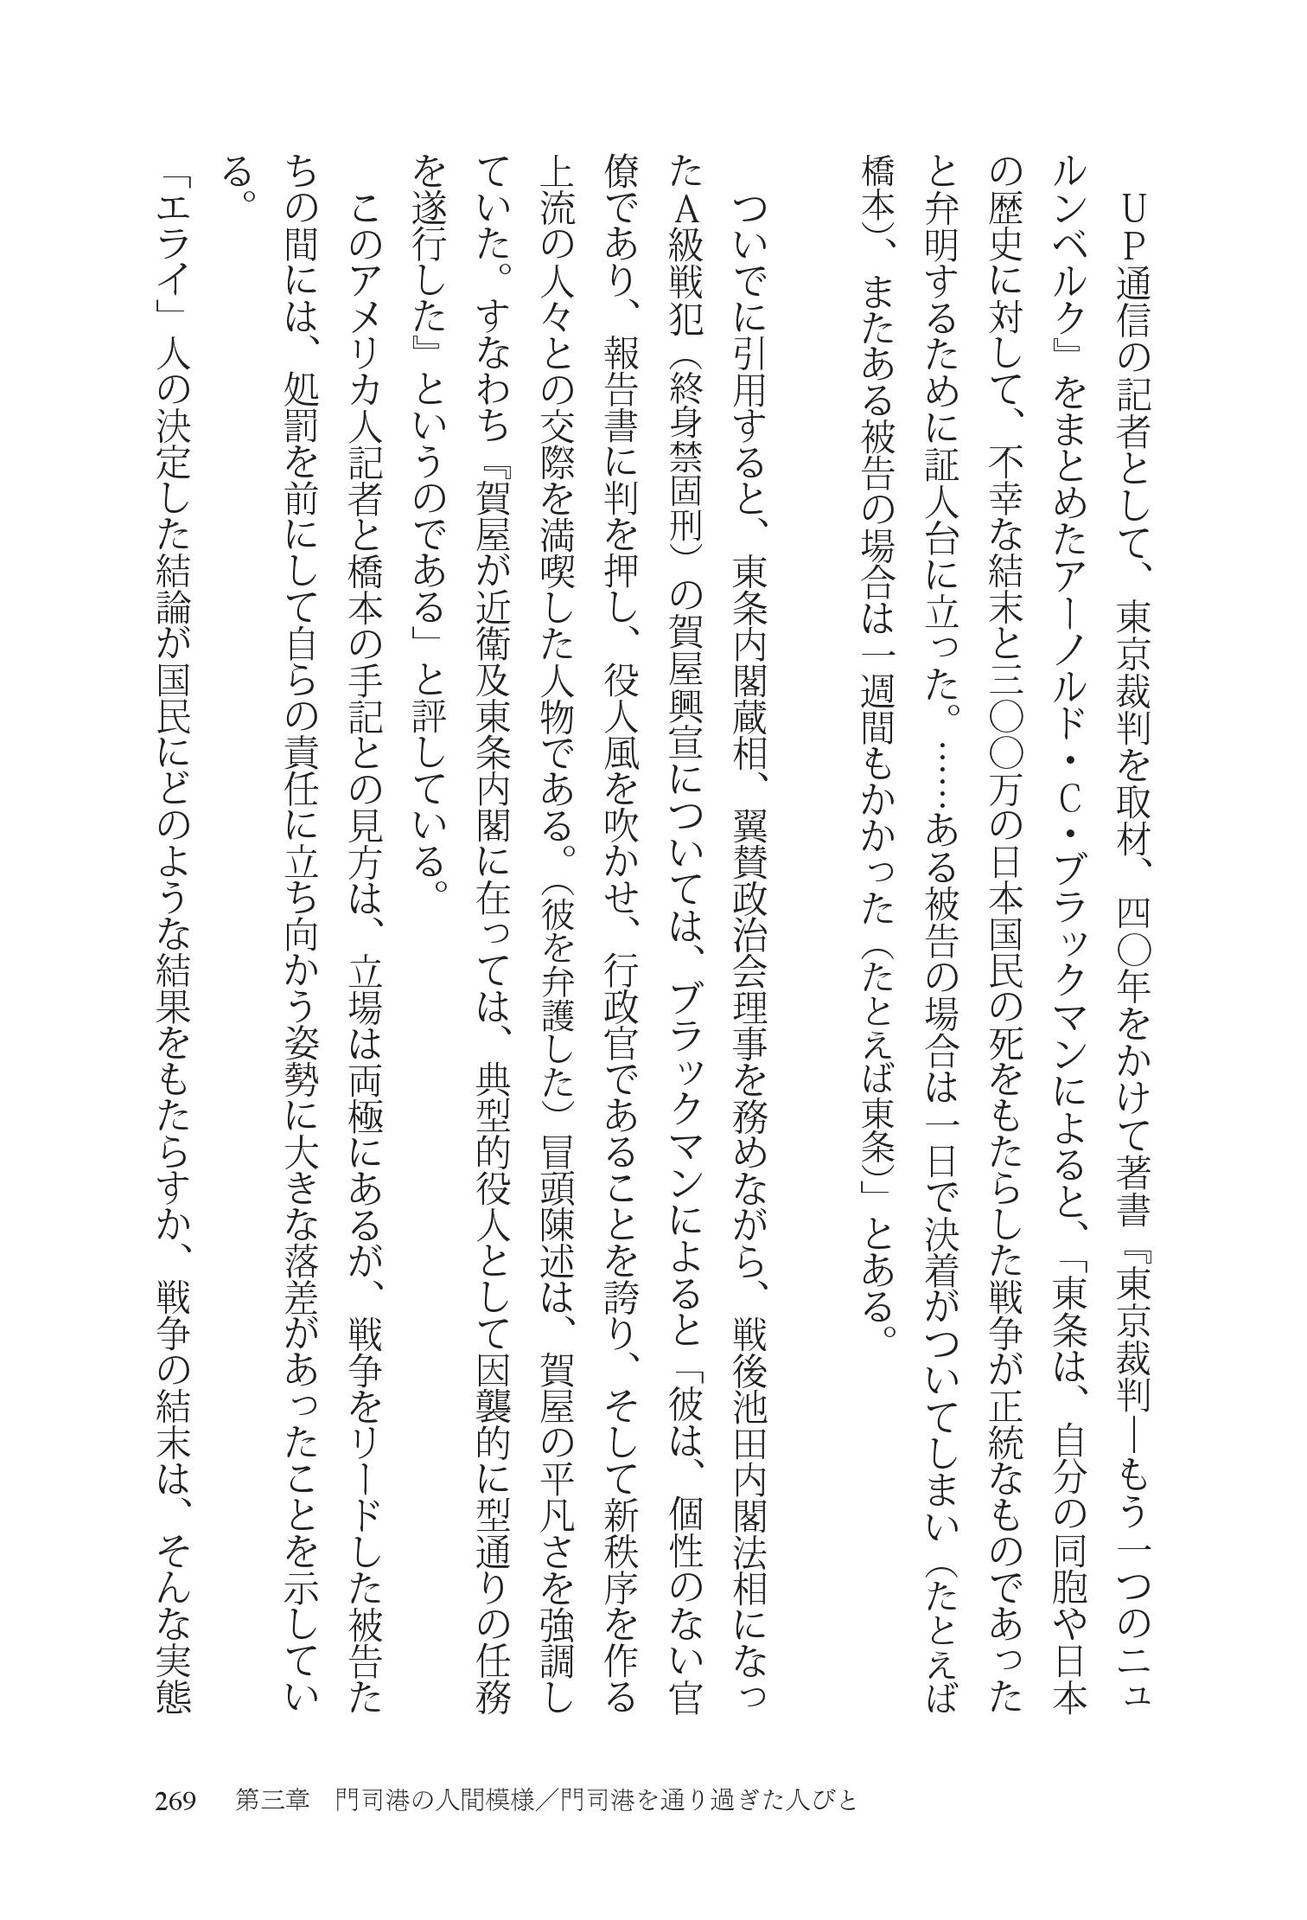 UP通信の記者として、東京裁判を取材、四〇年をかけて著書『東京裁判―もう一つのニュ
ルンベルク』をまとめたアーノルド・C・ブラックマンによると、「東条は、自分の同胞や日本
の歴史に対して、不幸な結末と三〇〇万の日本国民の死をもたらした戦争が正統なものであった
と弁明するために証人台に立った。……ある被告の場合は一日で決着がついてしまい（たとえば
橋本）、またある被告の場合は一週間もかかった（たとえば東条）」とある。
ついでに引用すると、東条内閣蔵相、翼賛政治会理事を務めながら、戦後池田内閣法相になっ
たA級戦犯（終身禁固刑）の賀屋興宣については、ブラックマンによると「彼は、個性のない官
僚であり、報告書に判を押し、役人風を吹かせ、行政官であることを誇り、そして新秩序を作る
上流の人々との交際を満喫した人物である。（彼を弁護した）冒頭陳述は、賀屋の平凡さを強調し
ていた。すなわち『賀屋が近衛及東条内閣に在っては、典型的役人として因襲的に型通りの任務
を遂行した』というのである」と評している。
このアメリカ人記者と橋本の手記との見方は、立場は両極にあるが、戦争をリードした被告た
ちの間には、処罰を前にして自らの責任に立ち向かう姿勢に大きな落差があったことを示してい
る。
「エライ」人の決定した結論が国民にどのような結果をもたらすか、戦争の結末は、そんな実態
269 第三章 門司港の人間模様／門司港を通り過ぎた人びと